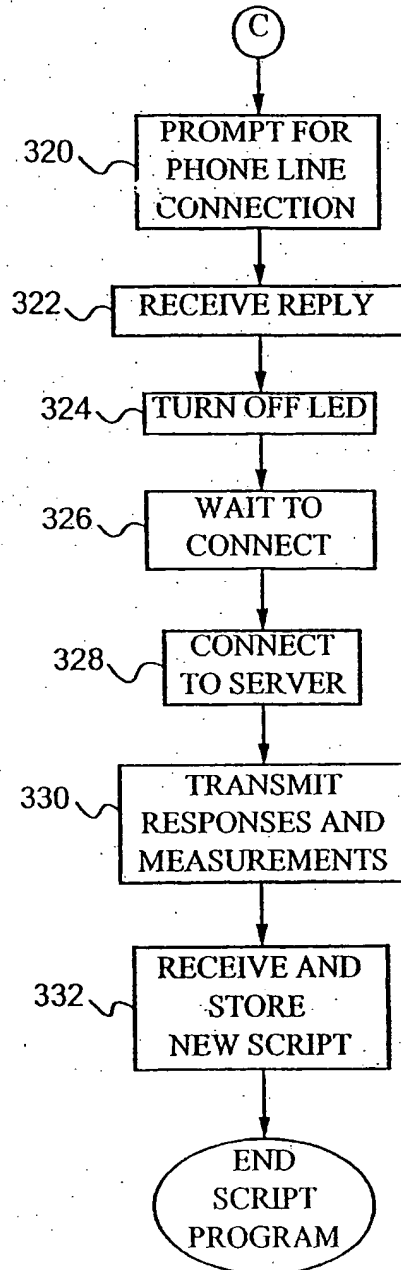 C
320
PROMPT FOR
PHONE LINE
CONNECTION
322
RECEIVE REPLY
324
TURN OFF LED
326
WAIT TO
CONNECT
328
CONNECT
TO SERVER
330
TRANSMIT
RESPONSES AND
MEASUREMENTS
332
RECEIVE AND
STORE
NEW SCRIPT
END
SCRIPT
PROGRAM